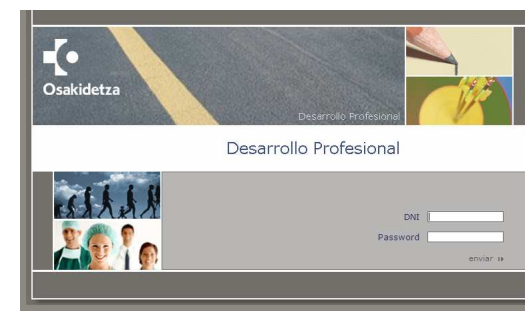 Osakidetza
Desarrollo Profesional
Desarrollo Profesional
DNI
Password
enviar